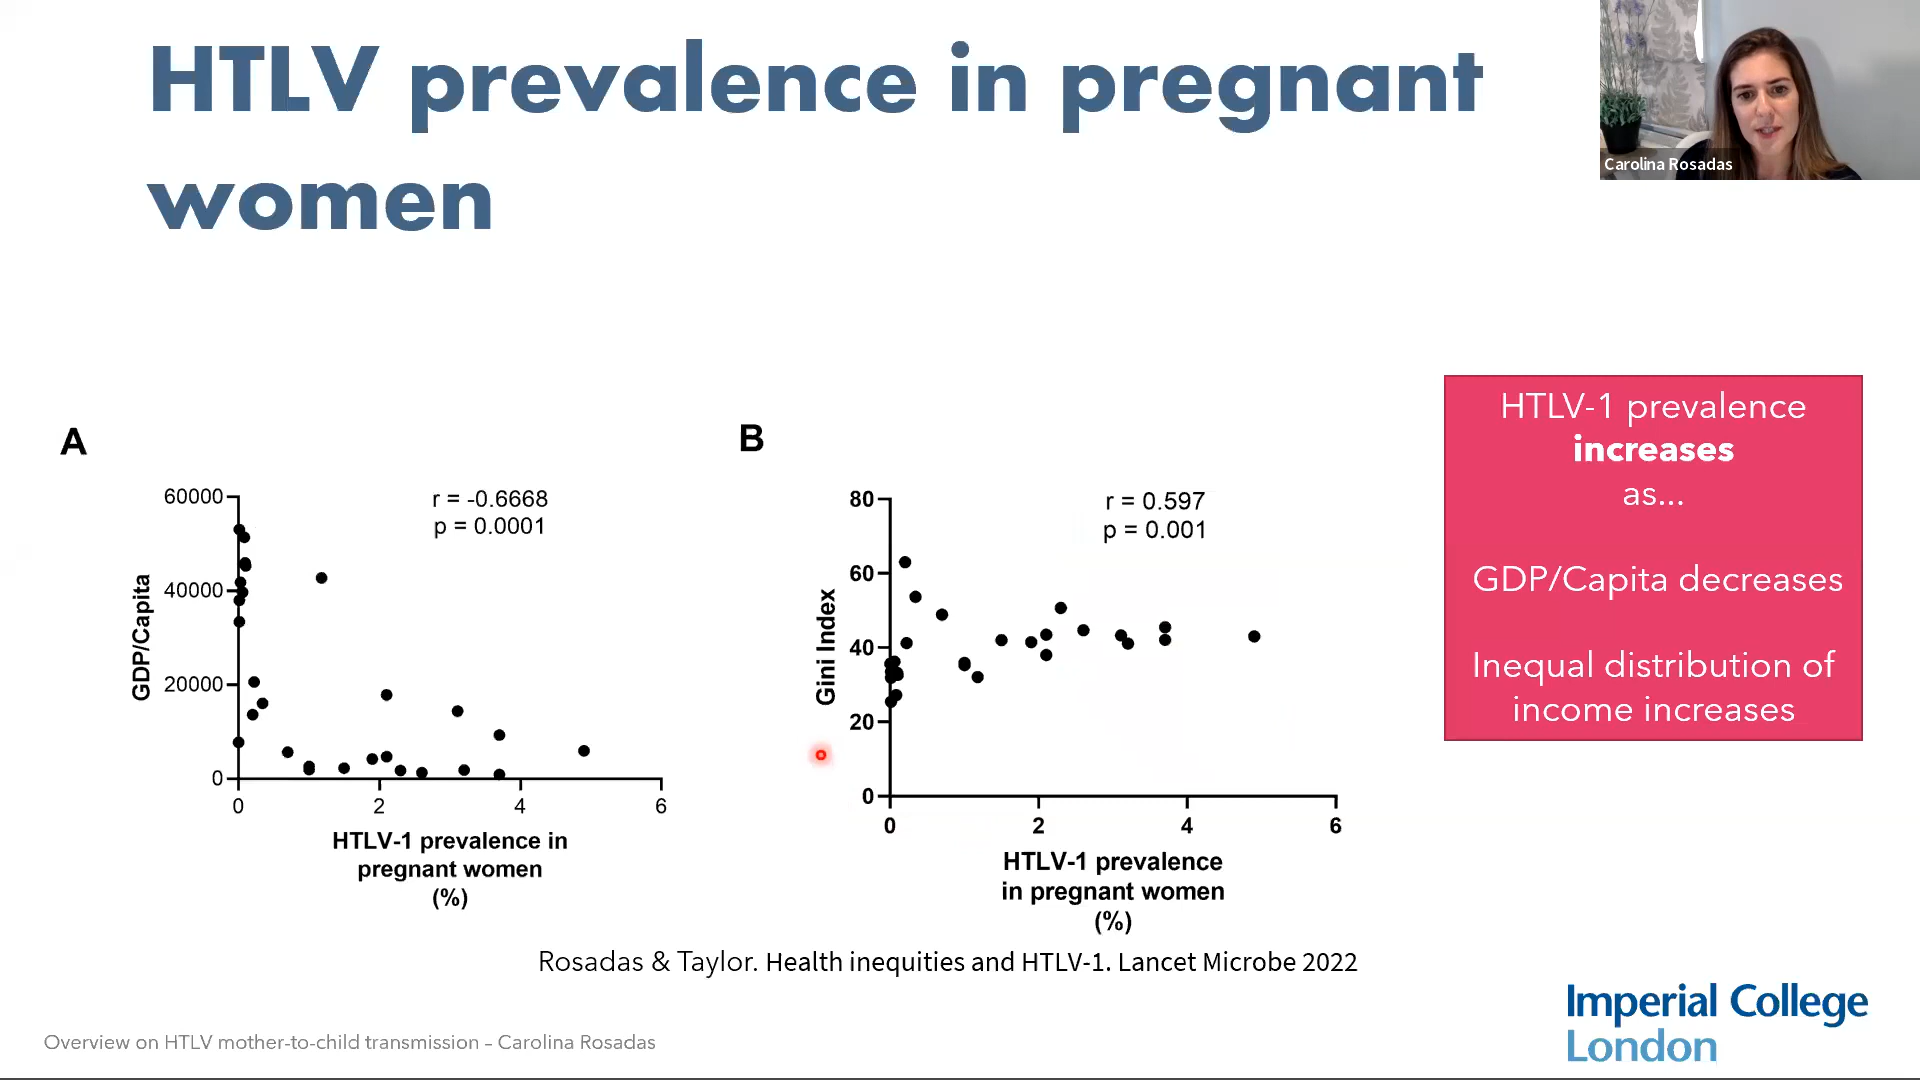 HTLV prevalence in pregnant
women
Carolina Rosadas
A
r = -0.6668
p = 0.0001
60000
40000
20000
0
GDP/Capita
0 2 4 6
HTLV-1 prevalence in
pregnant women
(%)
B
r = 0.597
p = 0.001
80
60
40
20
0
Gini Index
0 2 4 6
HTLV-1 prevalence
in pregnant women
(%)
HTLV-1 prevalence
increases
as...
GDP/Capita decreases
Inequal distribution of
income increases
Rosadas & Taylor. Health inequities and HTLV-1. Lancet Microbe 2022
Overview on HTLV mother-to-child transmission – Carolina Rosadas
Imperial College
London